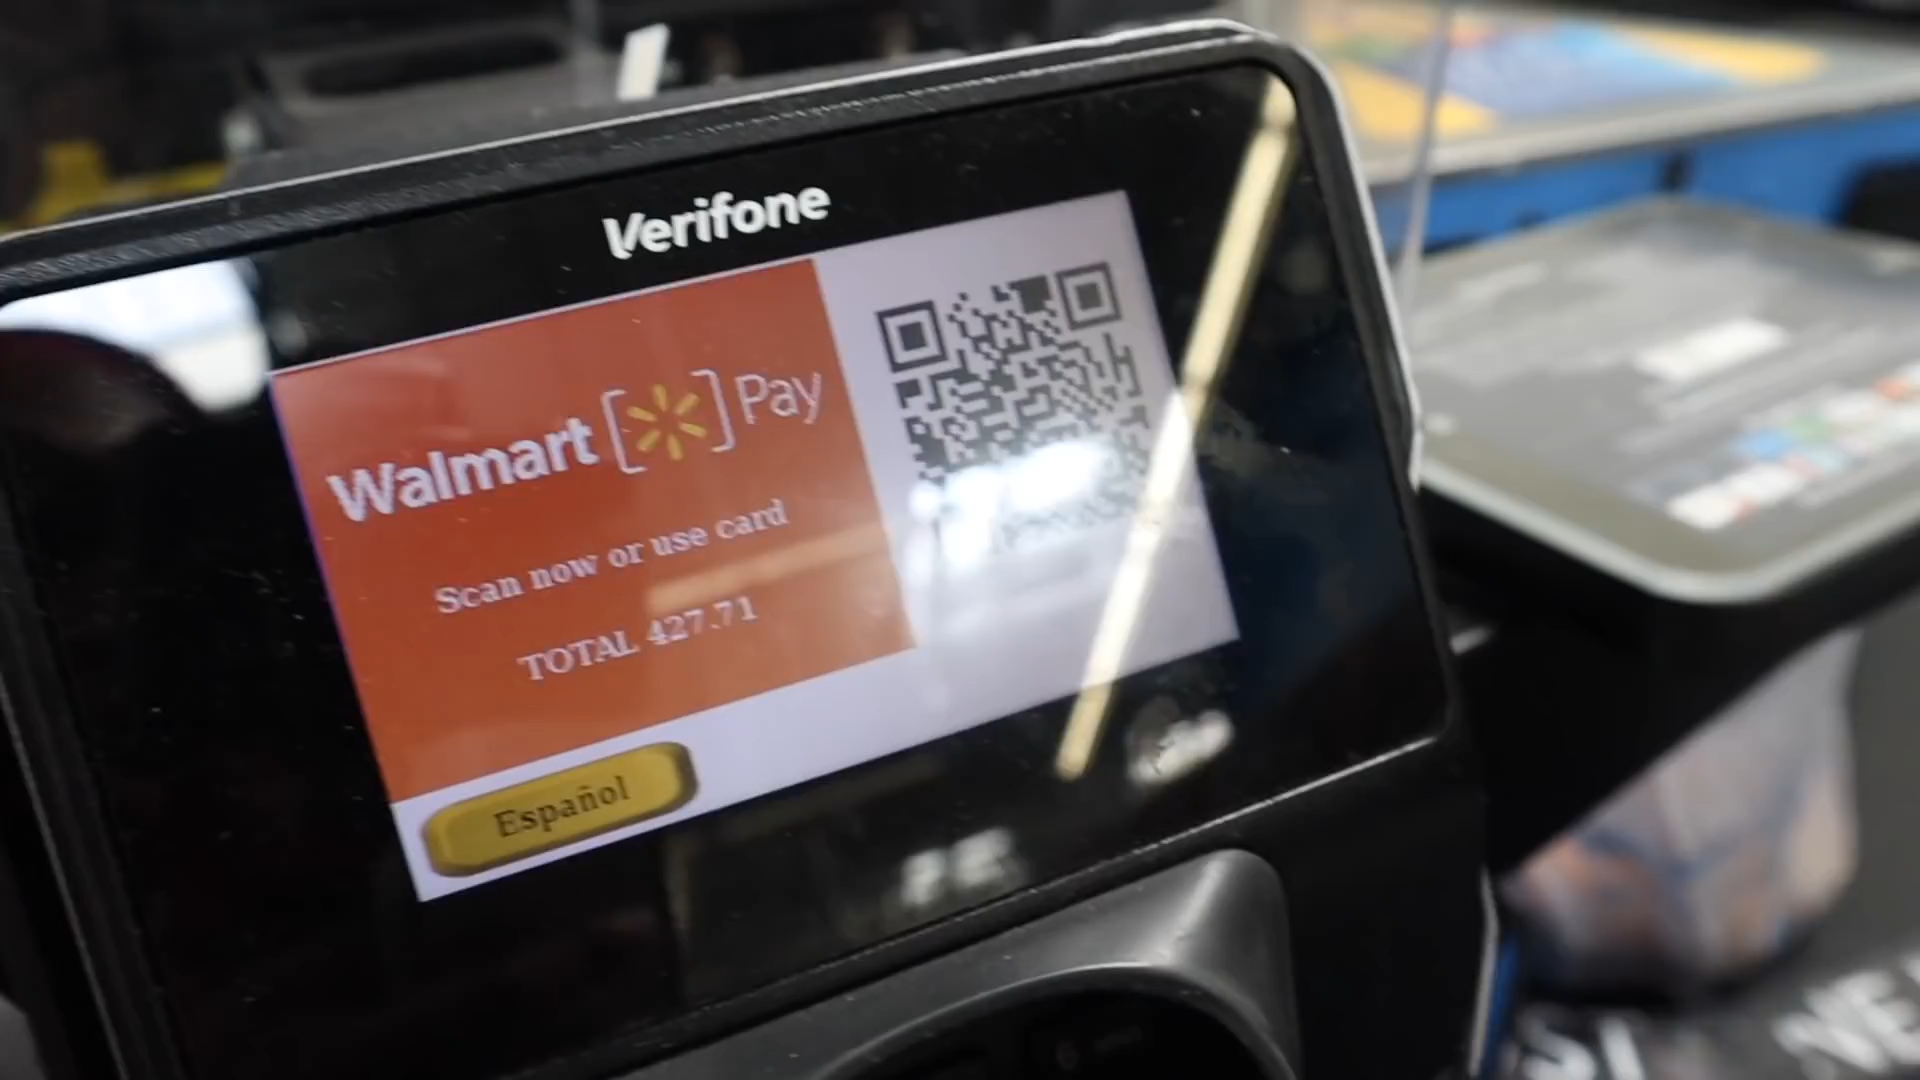 Verifone
Walmart [ ] Pay
Scan now or use card
TOTAL 427.71
Español